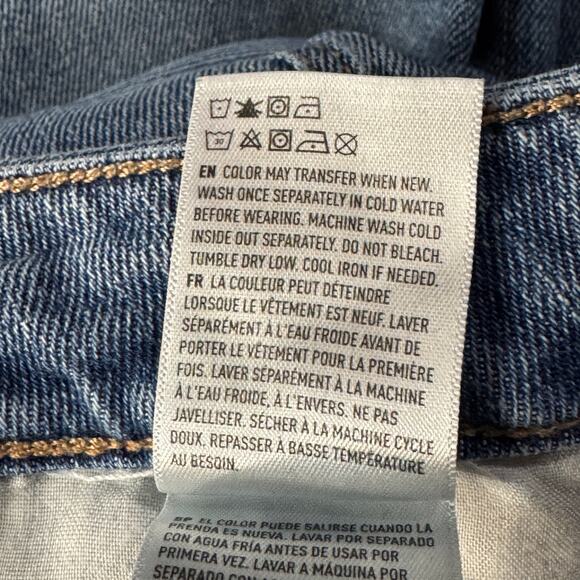 30
EN COLOR MAY TRANSFER WHEN NEW.
WASH ONCE SEPARATELY IN COLD WATER
BEFORE WEARING. MACHINE WASH COLD
INSIDE OUT SEPARATELY. DO NOT BLEACH.
TUMBLE DRY LOW. COOL IRON IF NEEDED.
FR LA COULEUR PEUT DÉTEINDRE
LORSQUE LE VÊTEMENT EST NEUF. LAVER
SÉPARÉMENT À L'EAU FROIDE AVANT DE
PORTER LE VÊTEMENT POUR LA PREMIÈRE
FOIS. LAVER SÉPARÉMENT À LA MACHINE
À L'EAU FROIDE, À L'ENVERS. NE PAS
JAVELLISER. SÉCHER À LA MACHINE CYCLE
DOUX. REPASSER À BASSE TEMPÉRATURE
AU BESOIN.
EL COLOR PUEDE SALIRSE CUANDO LA
PRENDA ES NUEVA. LAVAR POR SEPARADO
CON AGUA FRÍA ANTES DE USAR POR
PRIMERA VEZ. LAVAR A MÁQUINA POR
SEPARADO CON